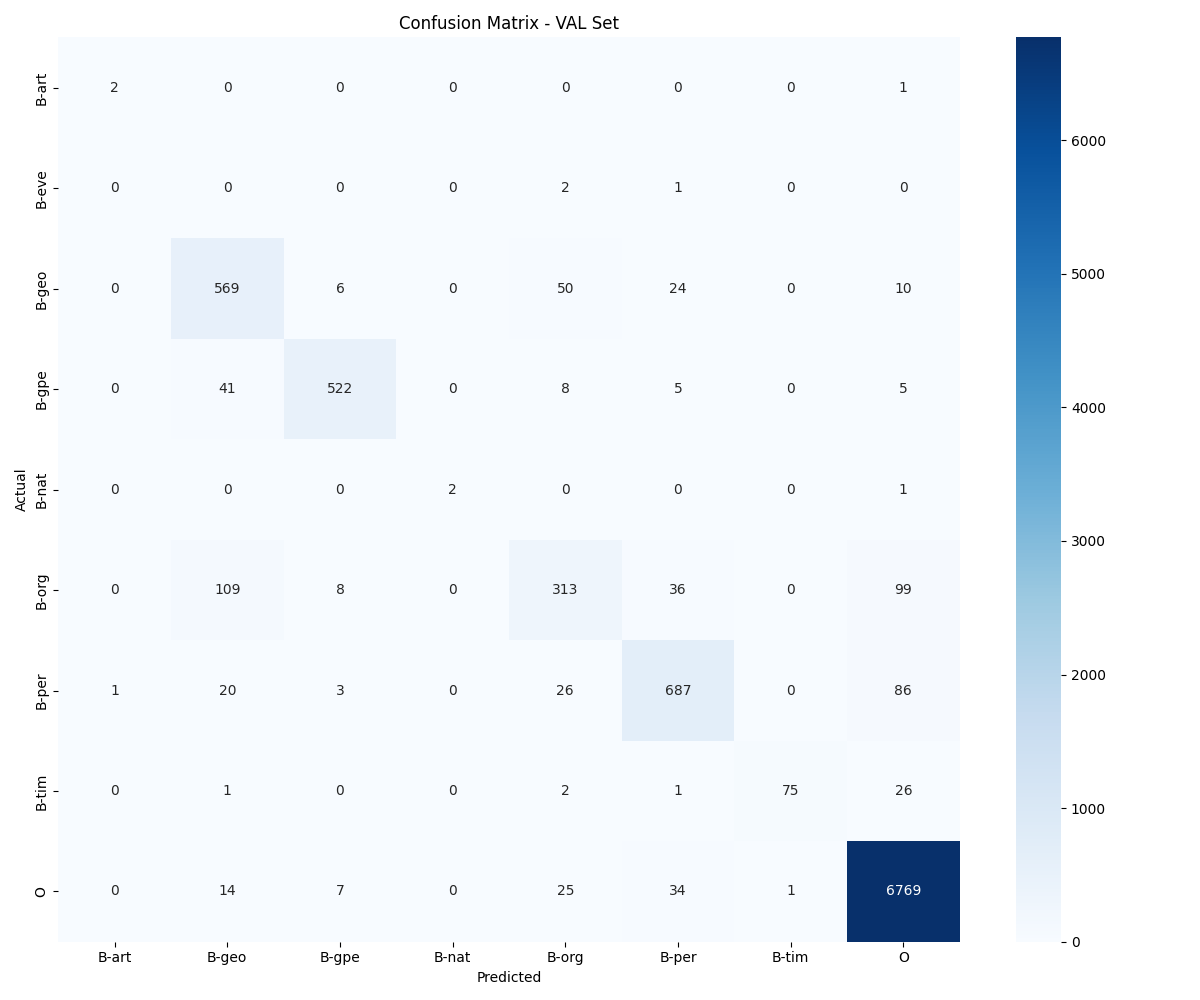 Confusion Matrix - VAL Set
B-art 2 0 0 0 0 0 0 1
B-eve 0 0 0 0 2 1 0 0
B-geo 0 569 6 0 50 24 0 10
B-gpe 0 41 522 0 8 5 0 5
B-nat 0 0 0 2 0 0 0 1
B-org 0 109 8 0 313 36 0 99
B-per 1 20 3 0 26 687 0 86
B-tim 0 1 0 0 2 1 75 26
O 0 14 7 0 25 34 1 6769
B-art B-geo B-gpe B-nat B-org B-per B-tim O
Predicted
Actual
6000
5000
4000
3000
2000
1000
0